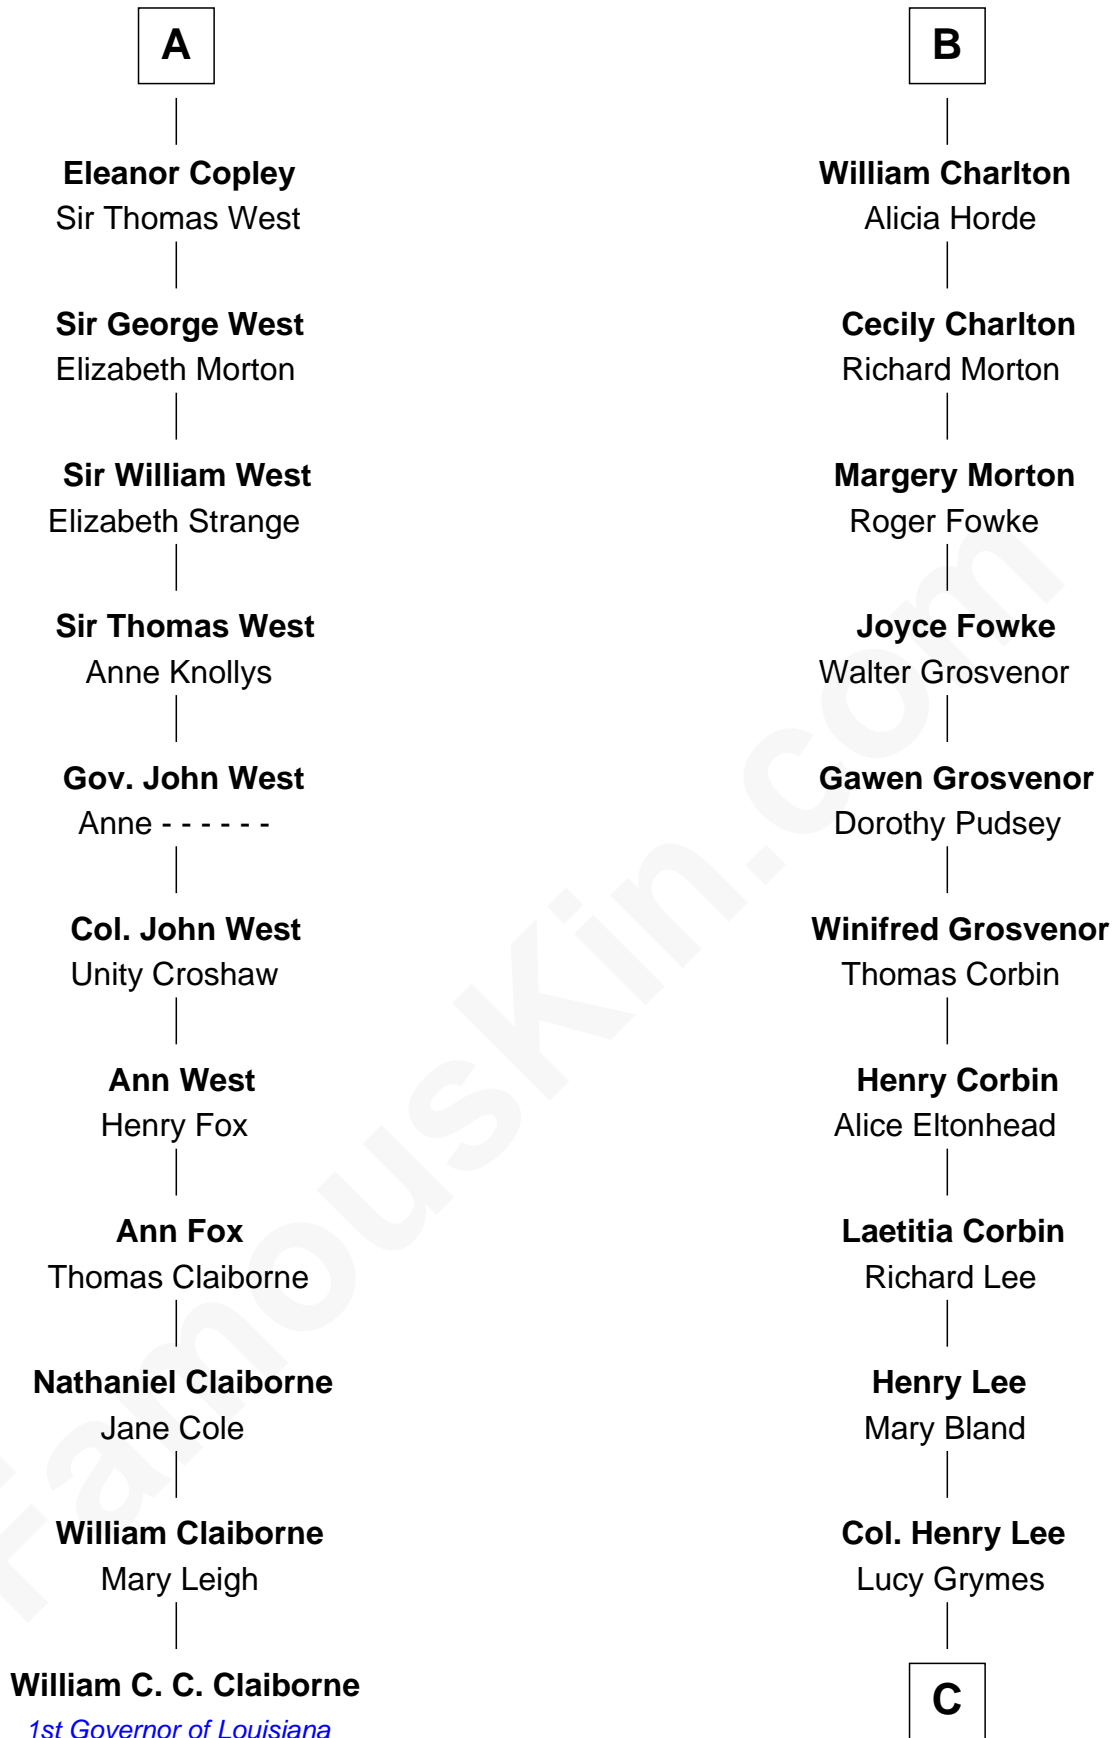 A
Eleanor Copley
Sir Thomas West
Sir George West
Elizabeth Morton
Sir William West
Elizabeth Strange
Sir Thomas West
Anne Knollys
Gov. John West
Anne - - - - - -
Col. John West
Unity Croshaw
Ann West
Henry Fox
Ann Fox
Thomas Claiborne
Nathaniel Claiborne
Jane Cole
William Claiborne
Mary Leigh
William C. C. Claiborne
1st Governor of Louisiana
B
William Charlton
Alicia Horde
Cecily Charlton
Richard Morton
Margery Morton
Roger Fowke
Joyce Fowke
Walter Grosvenor
Gawen Grosvenor
Dorothy Pudsey
Winifred Grosvenor
Thomas Corbin
Henry Corbin
Alice Eltonhead
Laetitia Corbin
Richard Lee
Henry Lee
Mary Bland
Col. Henry Lee
Lucy Grymes
C
FamousKin.com